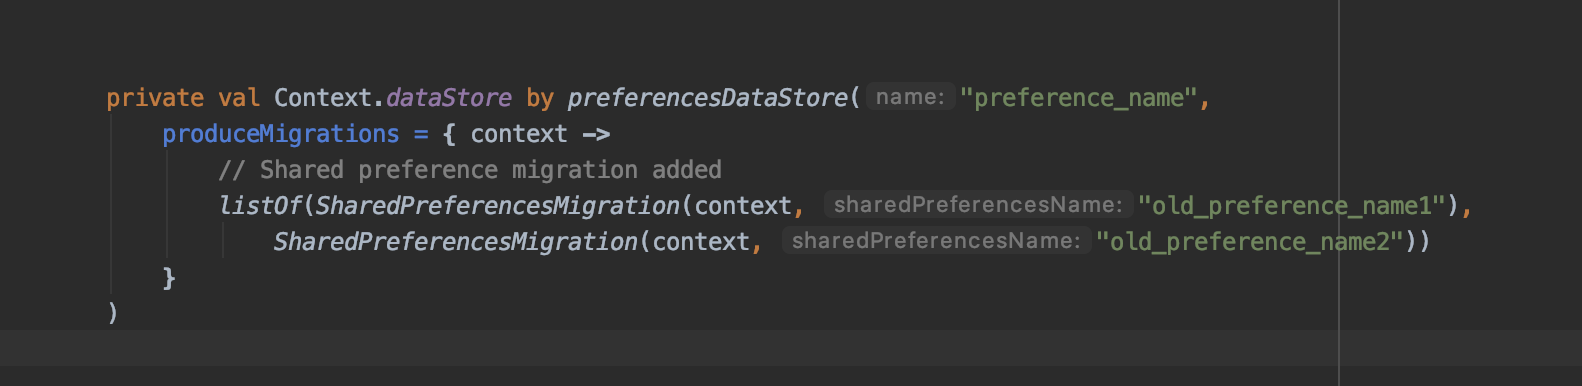 private val Context.dataStore by preferencesDataStore( name: "preference_name",
produceMigrations = { context ->
// Shared preference migration added
listOf(SharedPreferencesMigration(context, sharedPreferencesName: "old_preference_name1"),
SharedPreferencesMigration(context, sharedPreferencesName: "old_preference_name2"))
}
)